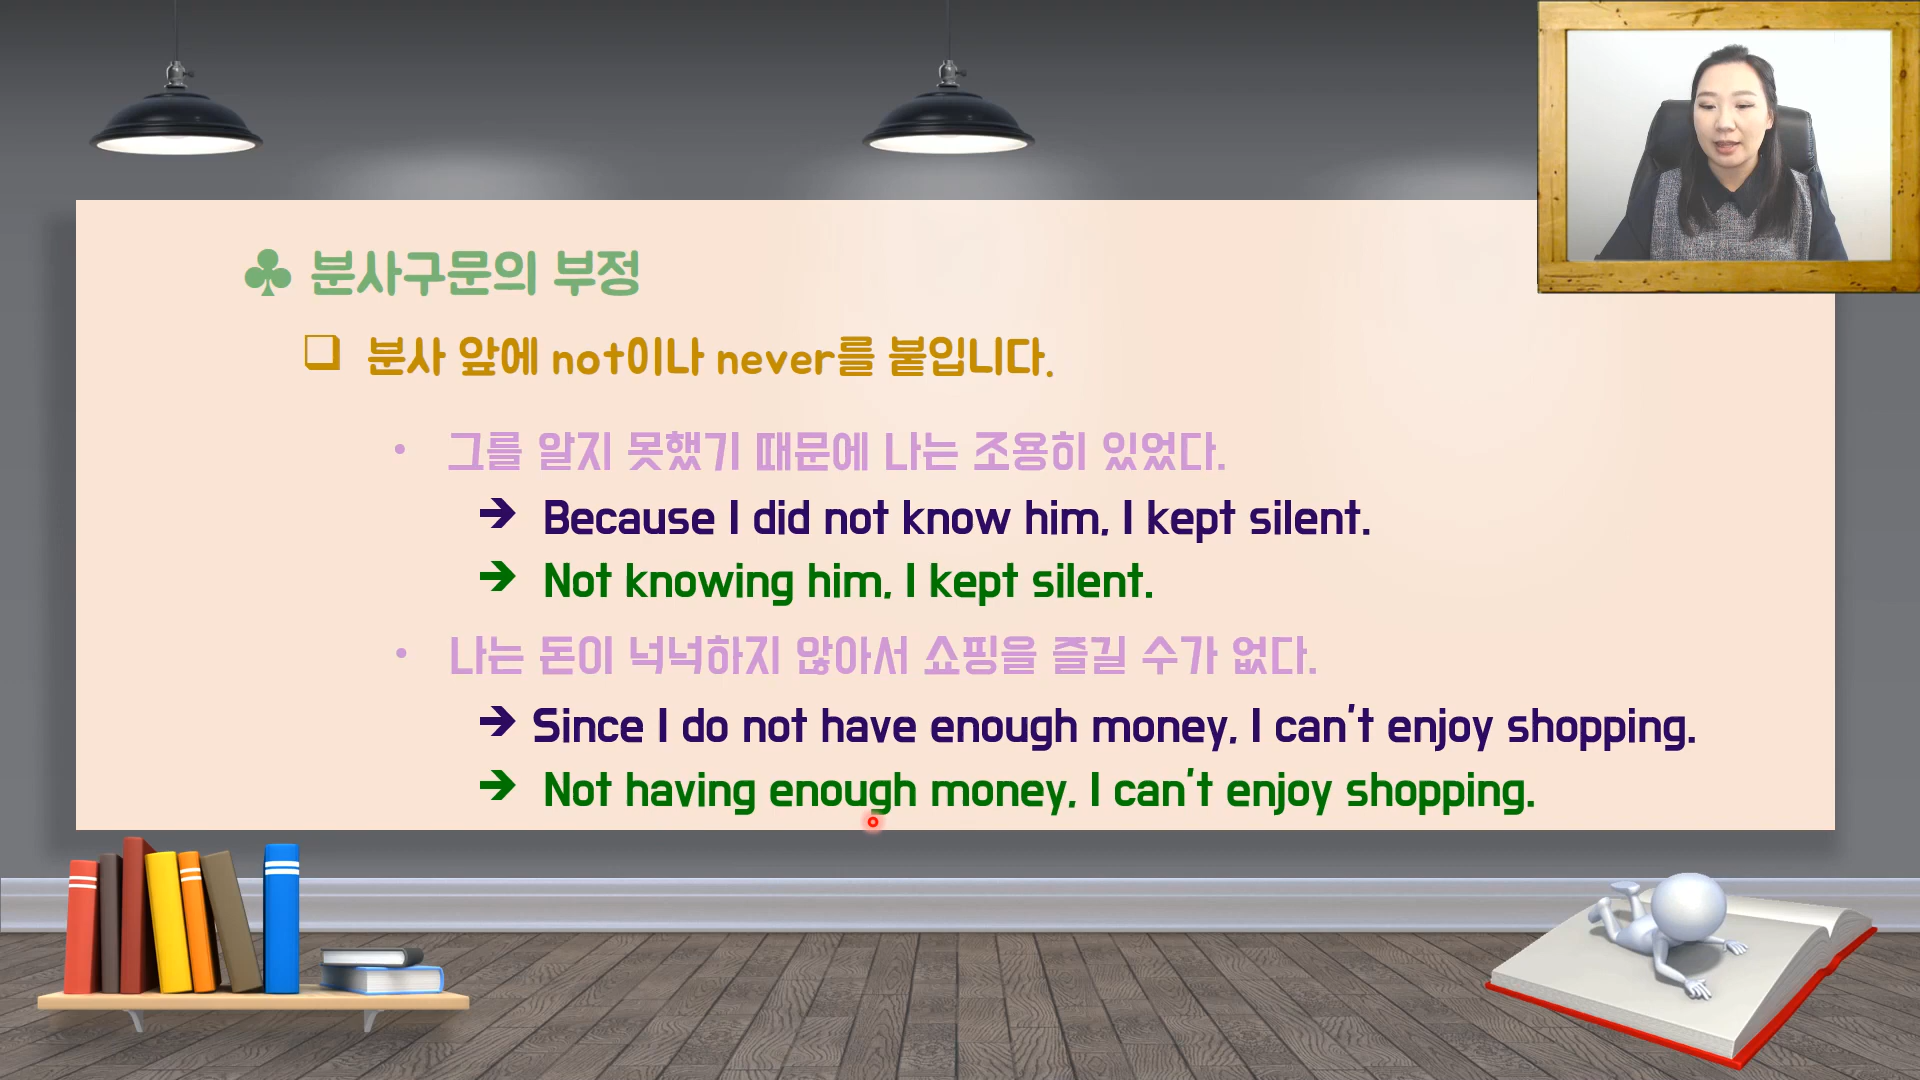 ♣ 분사구문의 부정
❑ 분사 앞에 not이나 never를 붙입니다.
• 그를 알지 못했기 때문에 나는 조용히 있었다.
➔ Because I did not know him, I kept silent.
➔ Not knowing him, I kept silent.
• 나는 돈이 넉넉하지 않아서 쇼핑을 즐길 수가 없다.
➔ Since I do not have enough money, I can't enjoy shopping.
➔ Not having enough money, I can't enjoy shopping.